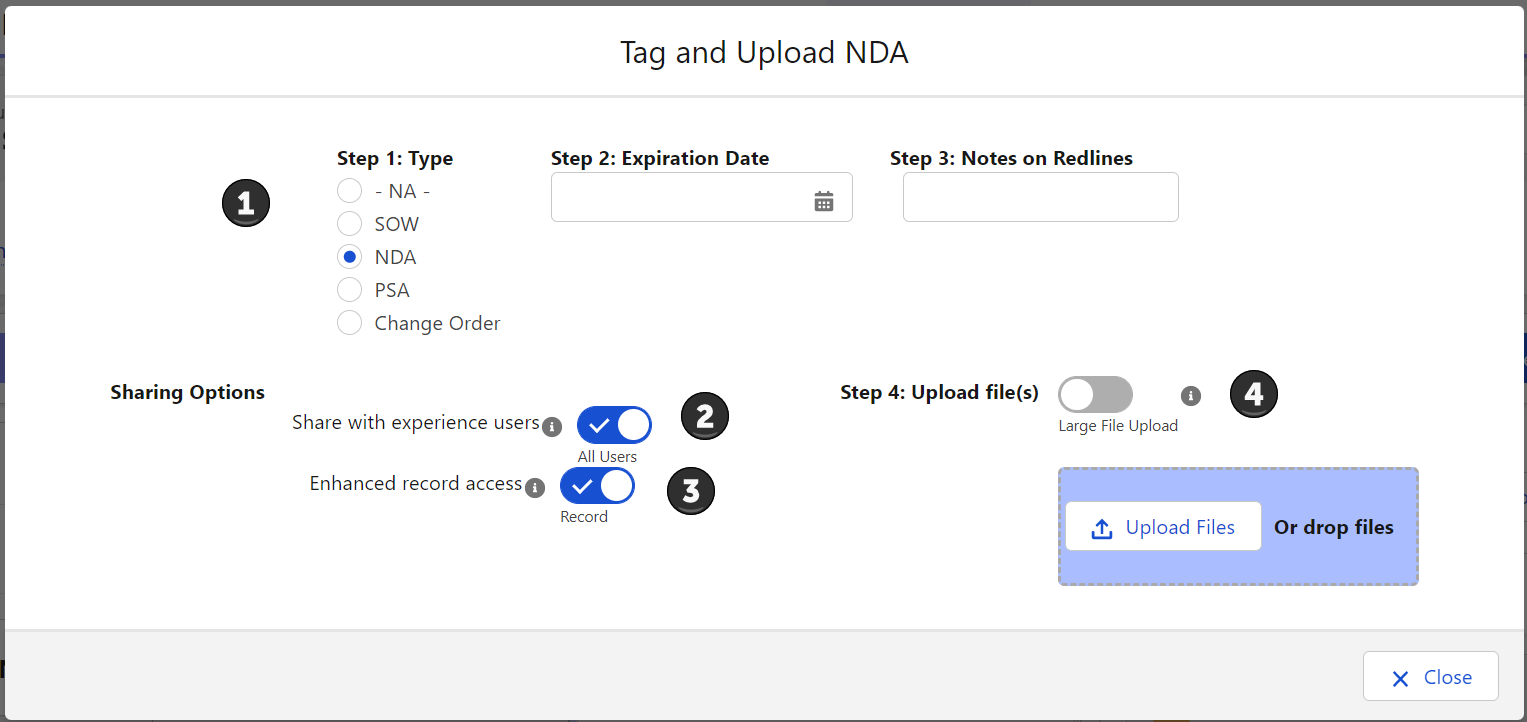 Tag and Upload NDA
Step 1: Type
Step 2: Expiration Date
Step 3: Notes on Redlines
1
- NA -
SOW
NDA
PSA
Change Order
Sharing Options
Share with experience users
All Users
2
Enhanced record access
Record
3
Step 4: Upload file(s)
Large File Upload
4
Upload Files
Or drop files
Close